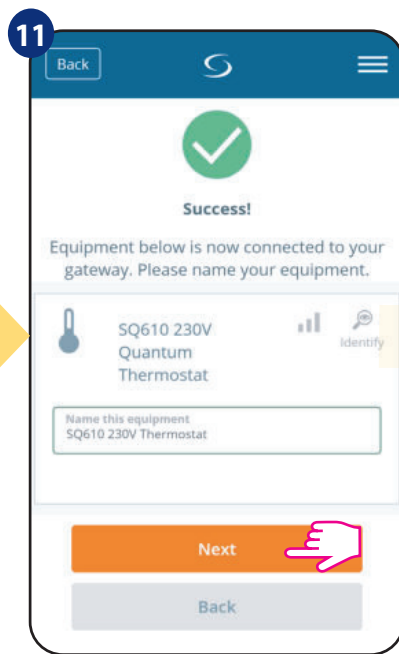 11
Back
Success!
Equipment below is now connected to your
gateway. Please name your equipment.
SQ610 230V
Quantum
Thermostat
Identify
Name this equipment
SQ610 230V Thermostat
Next
Back